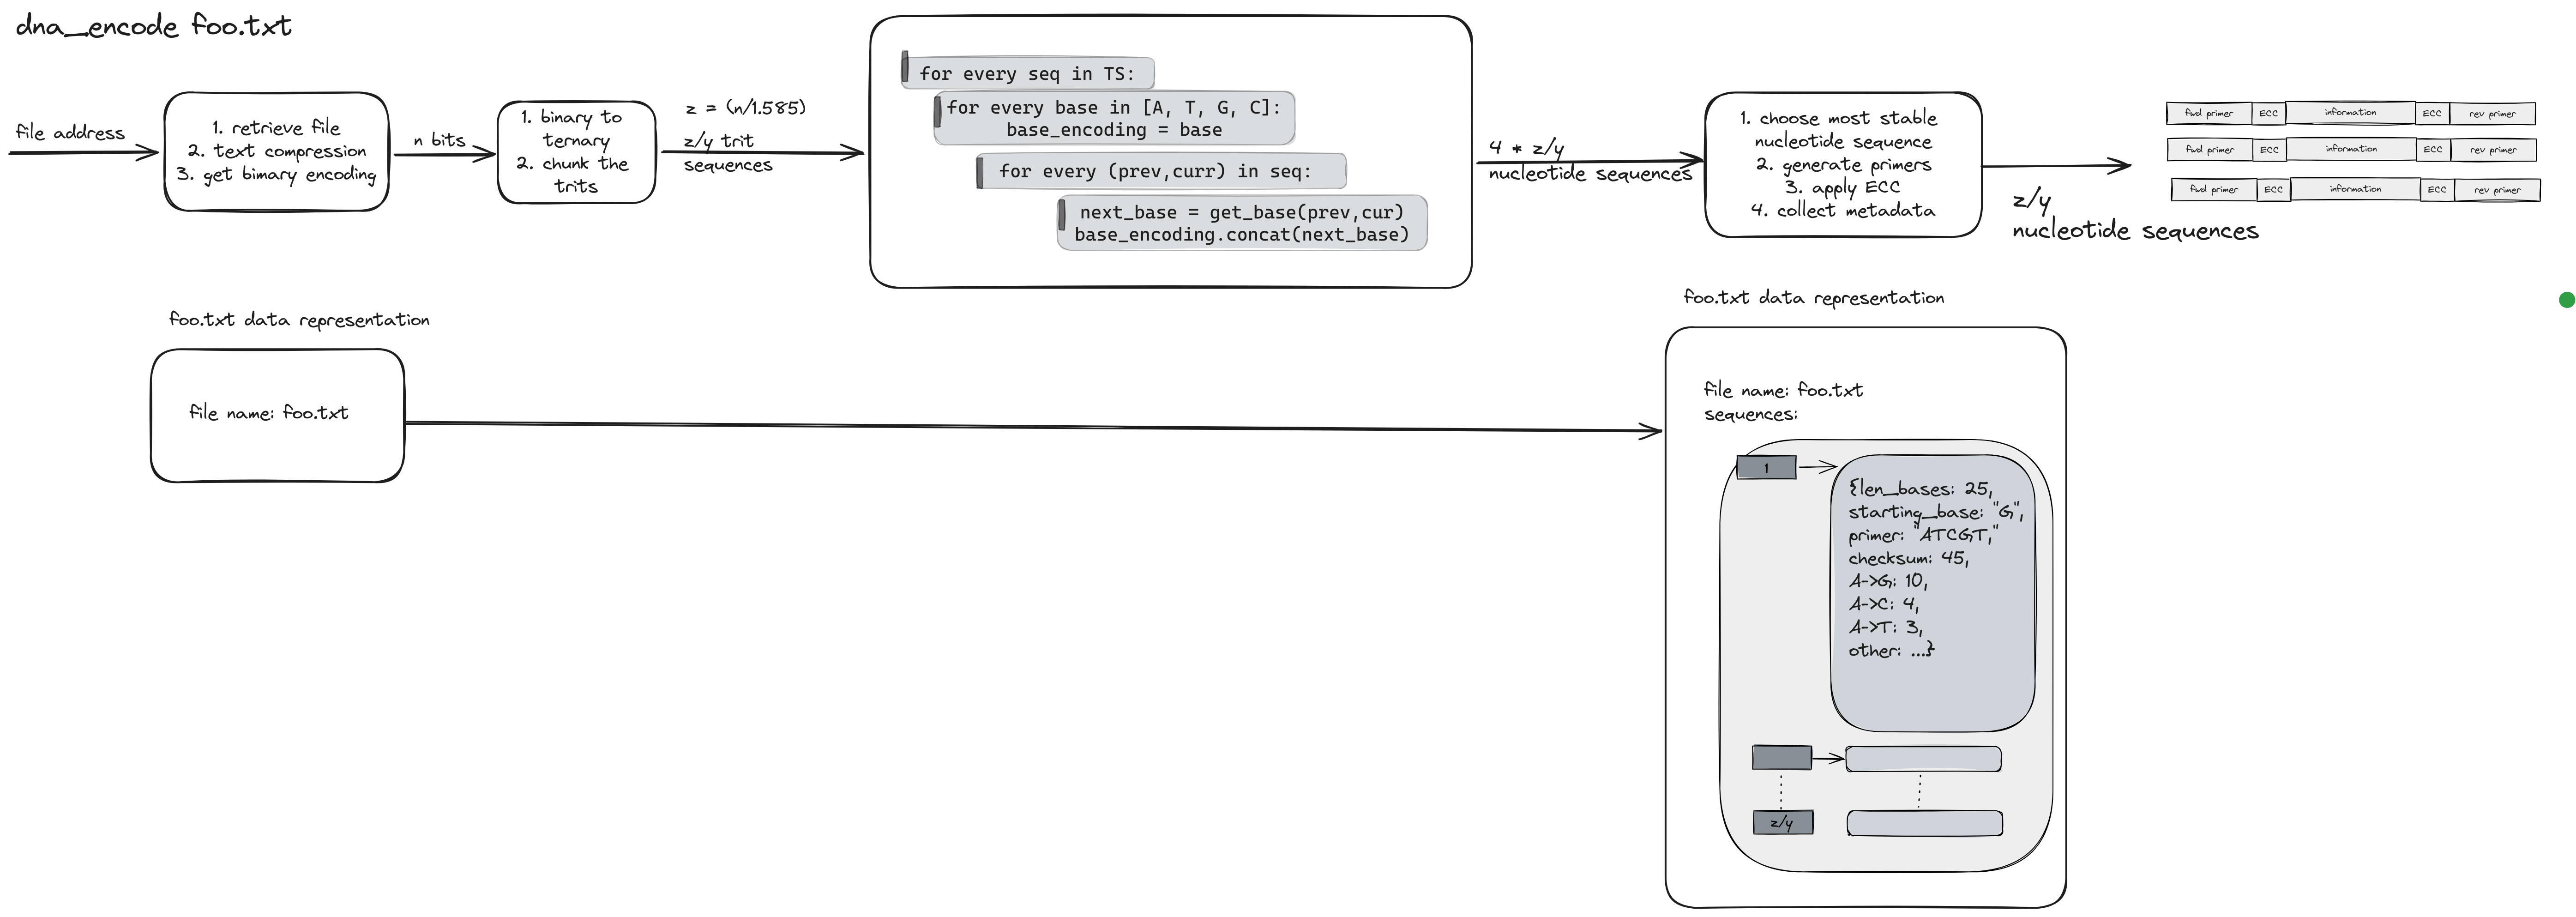 dna_encode foo.txt
file address
1. retrieve file
2. text compression
3. get binary encoding
n bits
1. binary to
ternary
2. chunk the
trits
z = (n/1.585)
z/y trit
sequences
for every seq in TS:
for every base in [A, T, G, C]:
base_encoding = base
for every (prev,curr) in seq:
next_base = get_base(prev,cur)
base_encoding.concat(next_base)
4 * z/y
nucleotide sequences
1. choose most stable
nucleotide sequence
2. generate primers
3. apply ECC
4. collect metadata
z/y
nucleotide sequences
fwd primer ECC information ECC rev primer
fwd primer ECC information ECC rev primer
fwd primer ECC information ECC rev primer
foo.txt data representation
file name: foo.txt
foo.txt data representation
file name: foo.txt
sequences:
1
{len_bases: 25,
starting_base: "G",
primer: "ATCGT,"
checksum: 45,
A->G: 10,
A->C: 4,
A->T: 3,
other: ...}
z/y